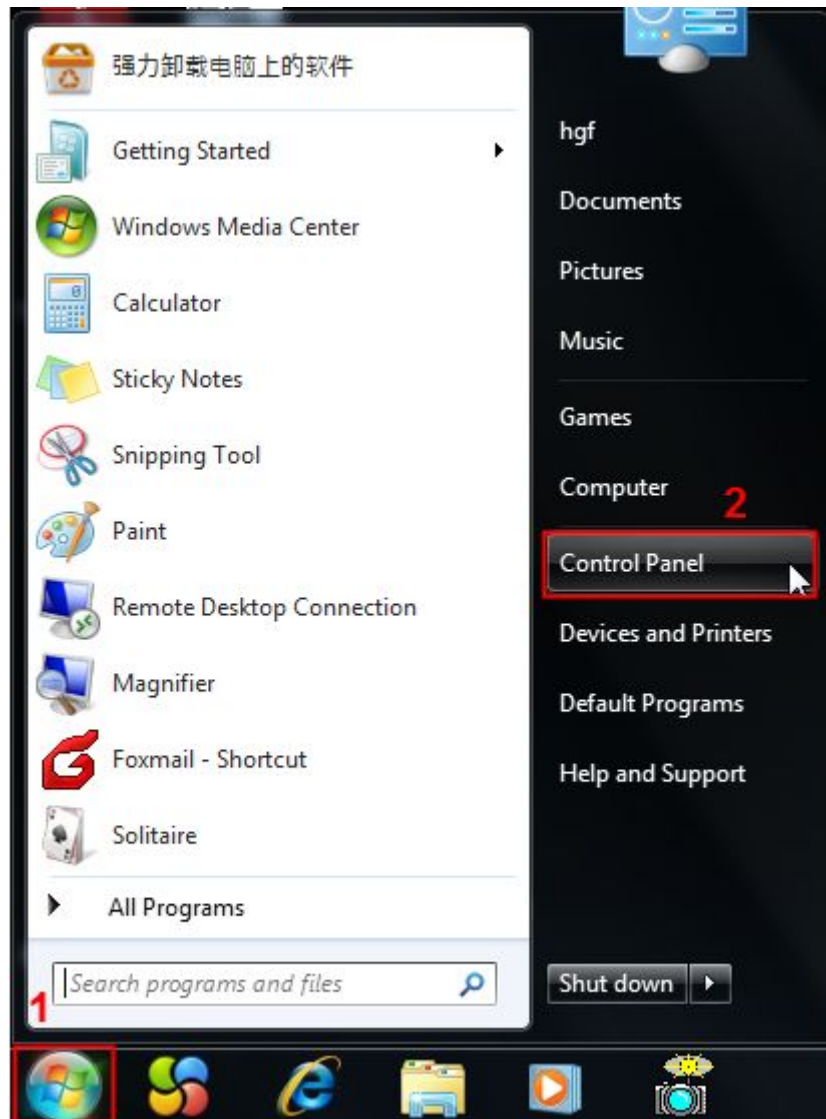 强力卸载电脑上的软件
Getting Started
Windows Media Center
Calculator
Sticky Notes
Snipping Tool
Paint
Remote Desktop Connection
Magnifier
Foxmail - Shortcut
Solitaire
All Programs
Search programs and files
1
hgf
Documents
Pictures
Music
Games
Computer
2
Control Panel
Devices and Printers
Default Programs
Help and Support
Shut down